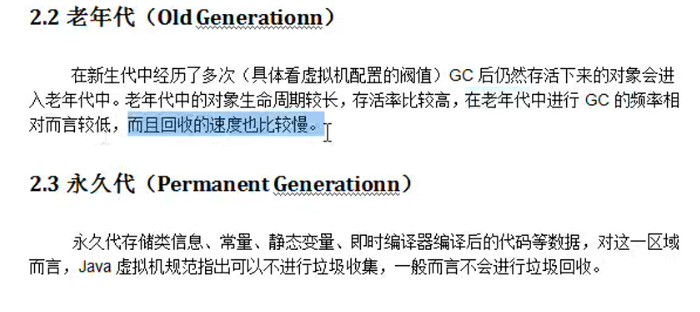 2.2 老年代（Old Generationn）
在新生代中经历了多次（具体看虚拟机配置的阀值）GC 后仍然存活下来的对象会进
入老年代中。老年代中的对象生命周期较长，存活率比较高，在老年代中进行 GC 的频率相
对而言较低，而且回收的速度也比较慢。
2.3 永久代（Permanent Generationn）
永久代存储类信息、常量、静态变量、即时编译器编译后的代码等数据，对这一区域
而言，Java 虚拟机规范指出可以不进行垃圾收集，一般而言不会进行垃圾回收。